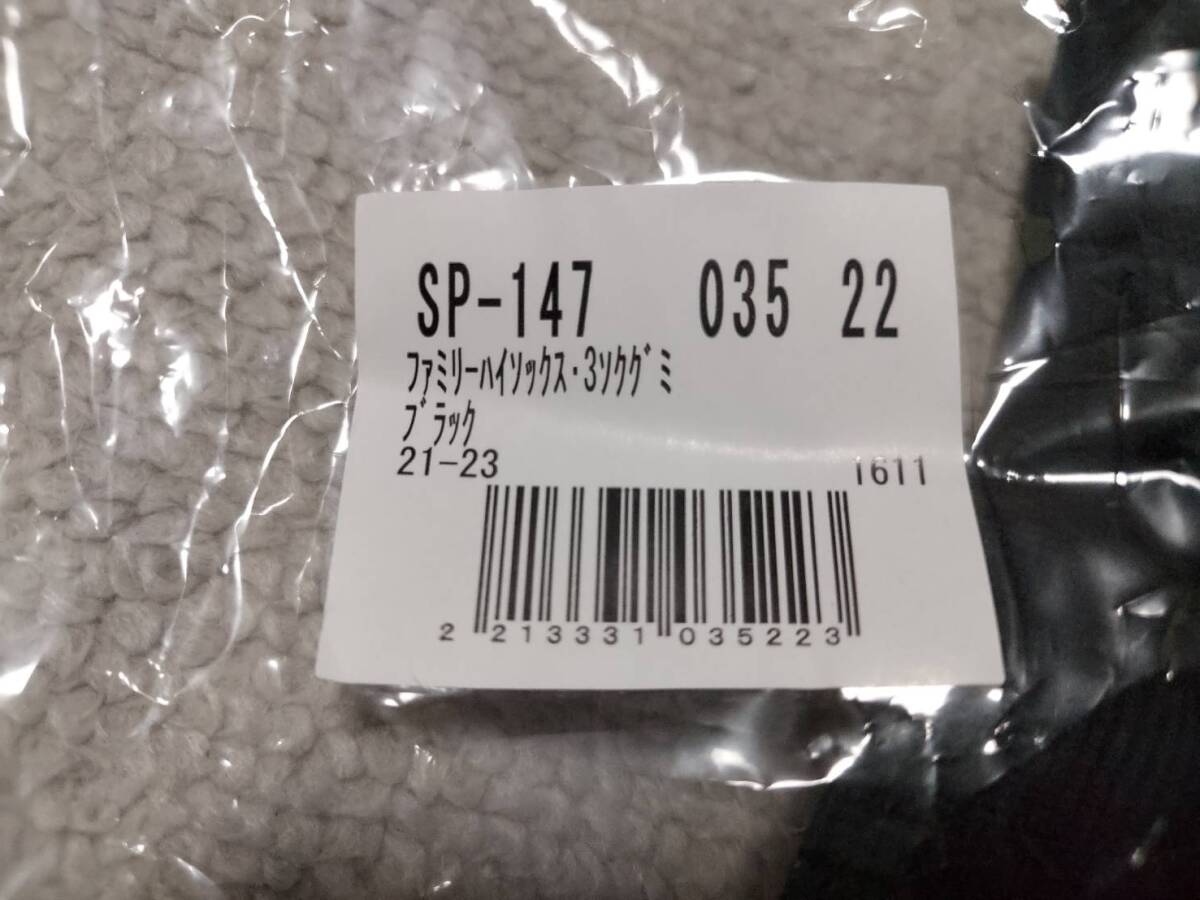 SP-147 035 22
ﾌｧﾐﾘｰﾊｲｿｯｸｽ･3ｿｸｸﾞﾐ
ﾌﾞﾗｯｸ
21-23 1611
2 213331 035223